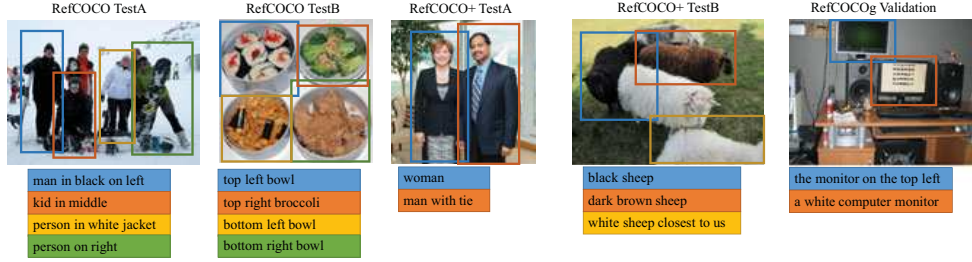 RefCOCO TestA
man in black on left
kid in middle
person in white jacket
person on right
RefCOCO TestB
top left bowl
top right broccoli
bottom left bowl
bottom right bowl
RefCOCO+ TestA
woman
man with tie
RefCOCO+ TestB
black sheep
dark brown sheep
white sheep closest to us
RefCOCOg Validation
the monitor on the top left
a white computer monitor